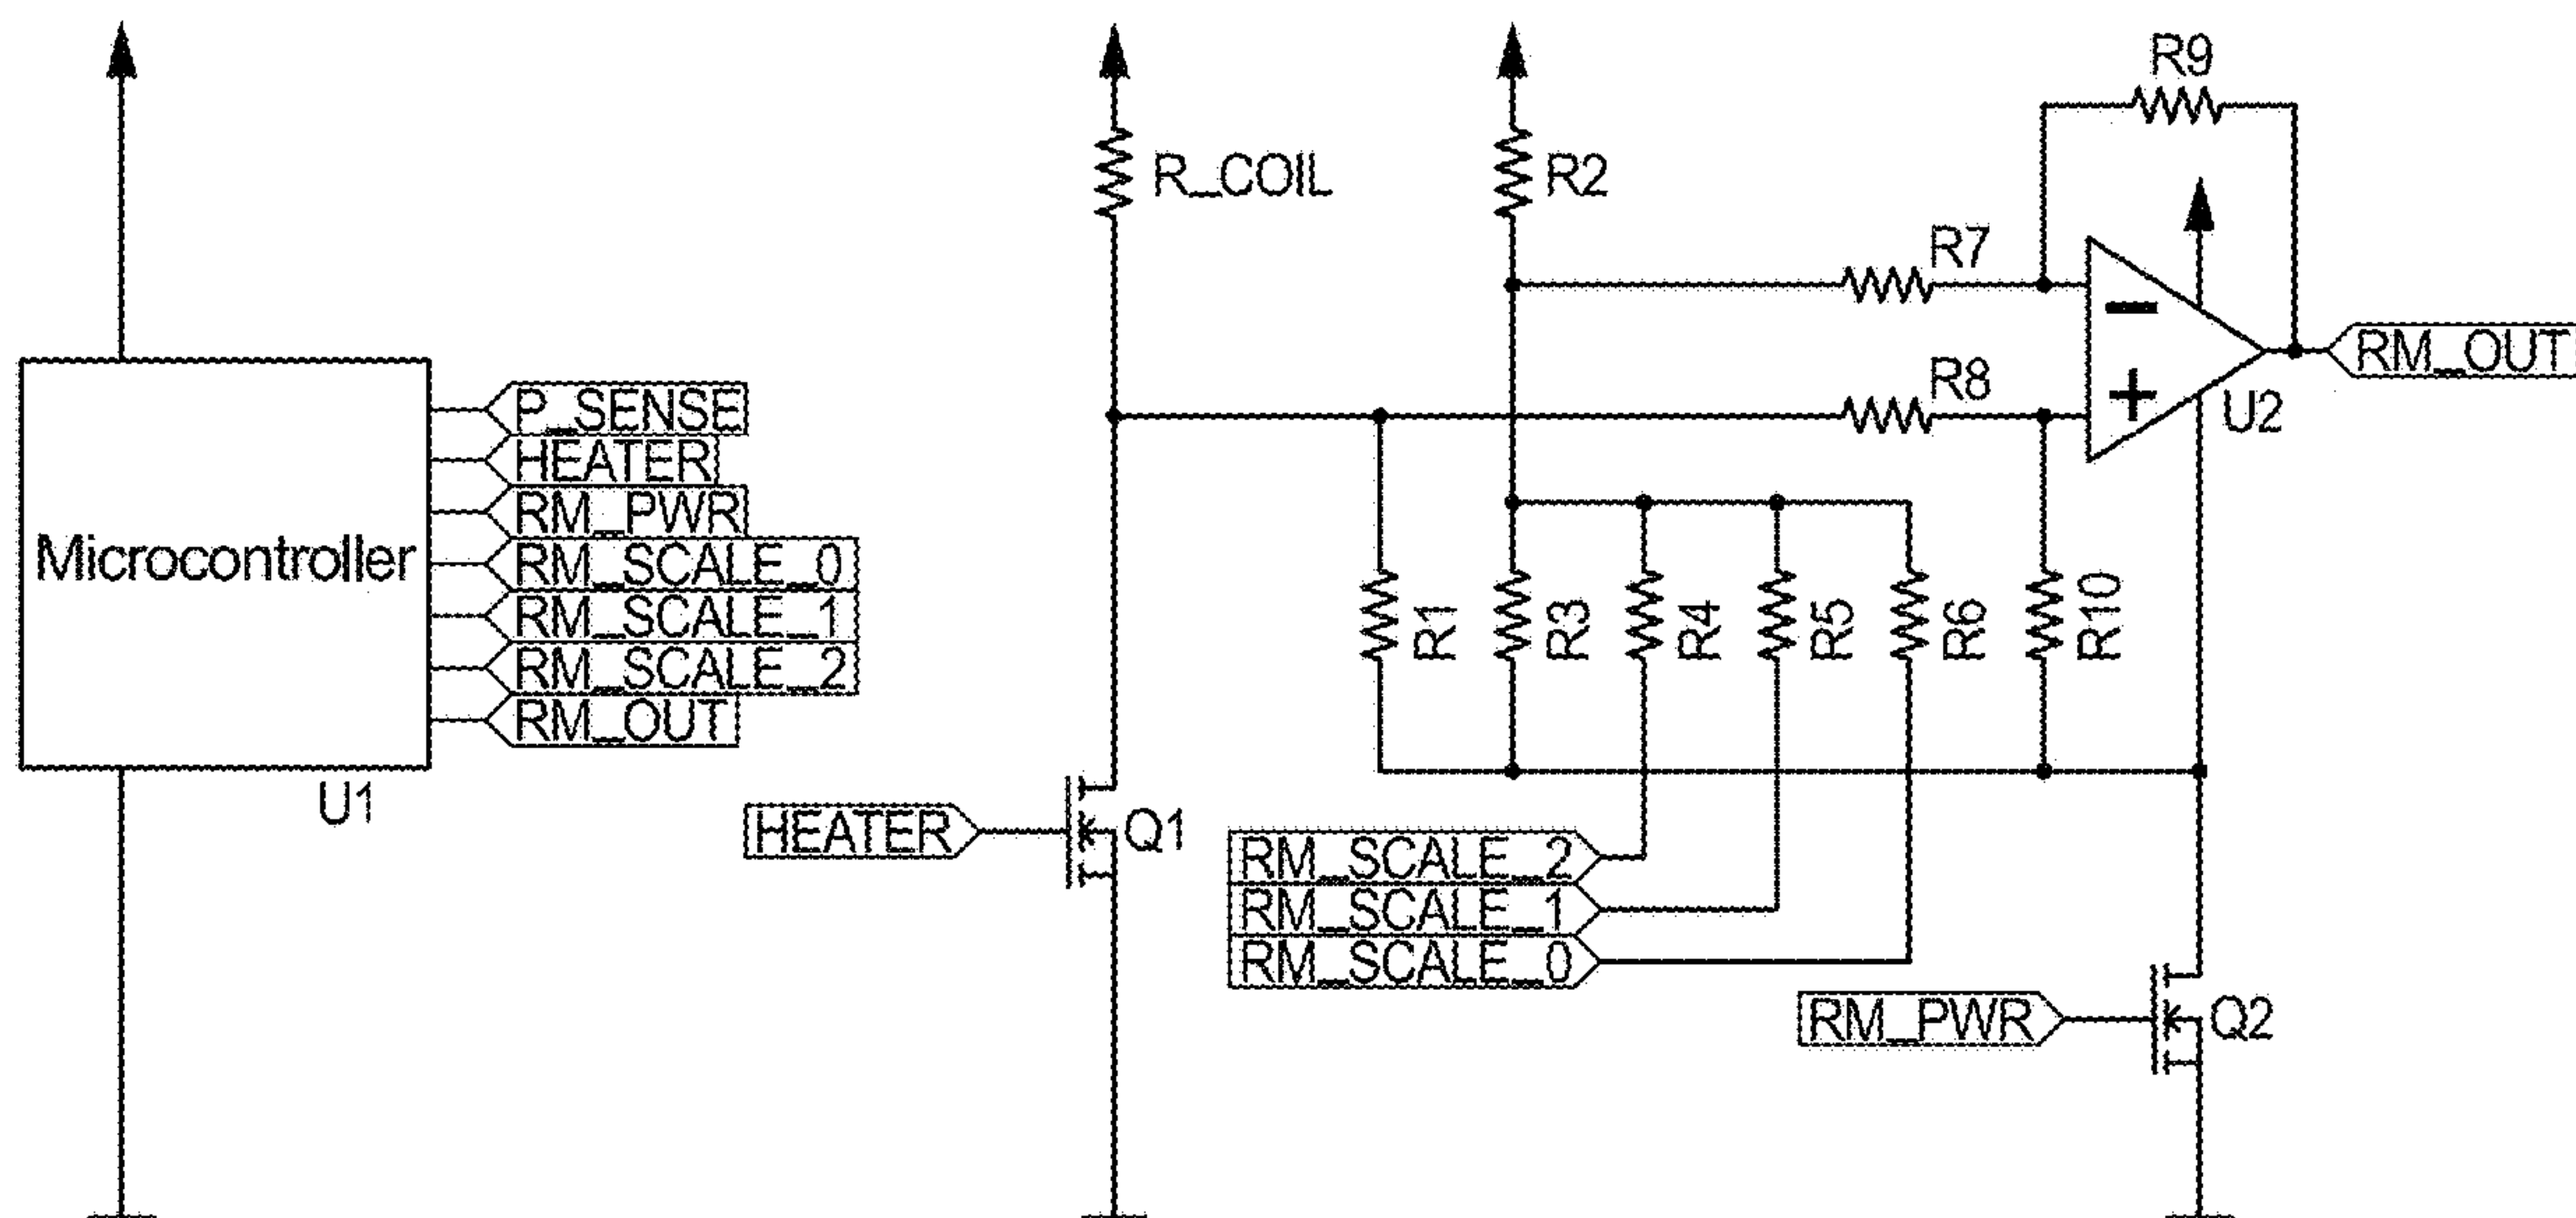 R9
R_COIL
R2
R7
RM_OUT
R8
U2
P_SENSE
HEATER
RM_PWR
RM_SCALE_0
RM_SCALE_1
RM_SCALE_2
RM_OUT
Microcontroller
U1
R1
R3
R4
R5
R6
R10
HEATER
Q1
RM_SCALE_2
RM_SCALE_1
RM_SCALE_0
RM_PWR
Q2